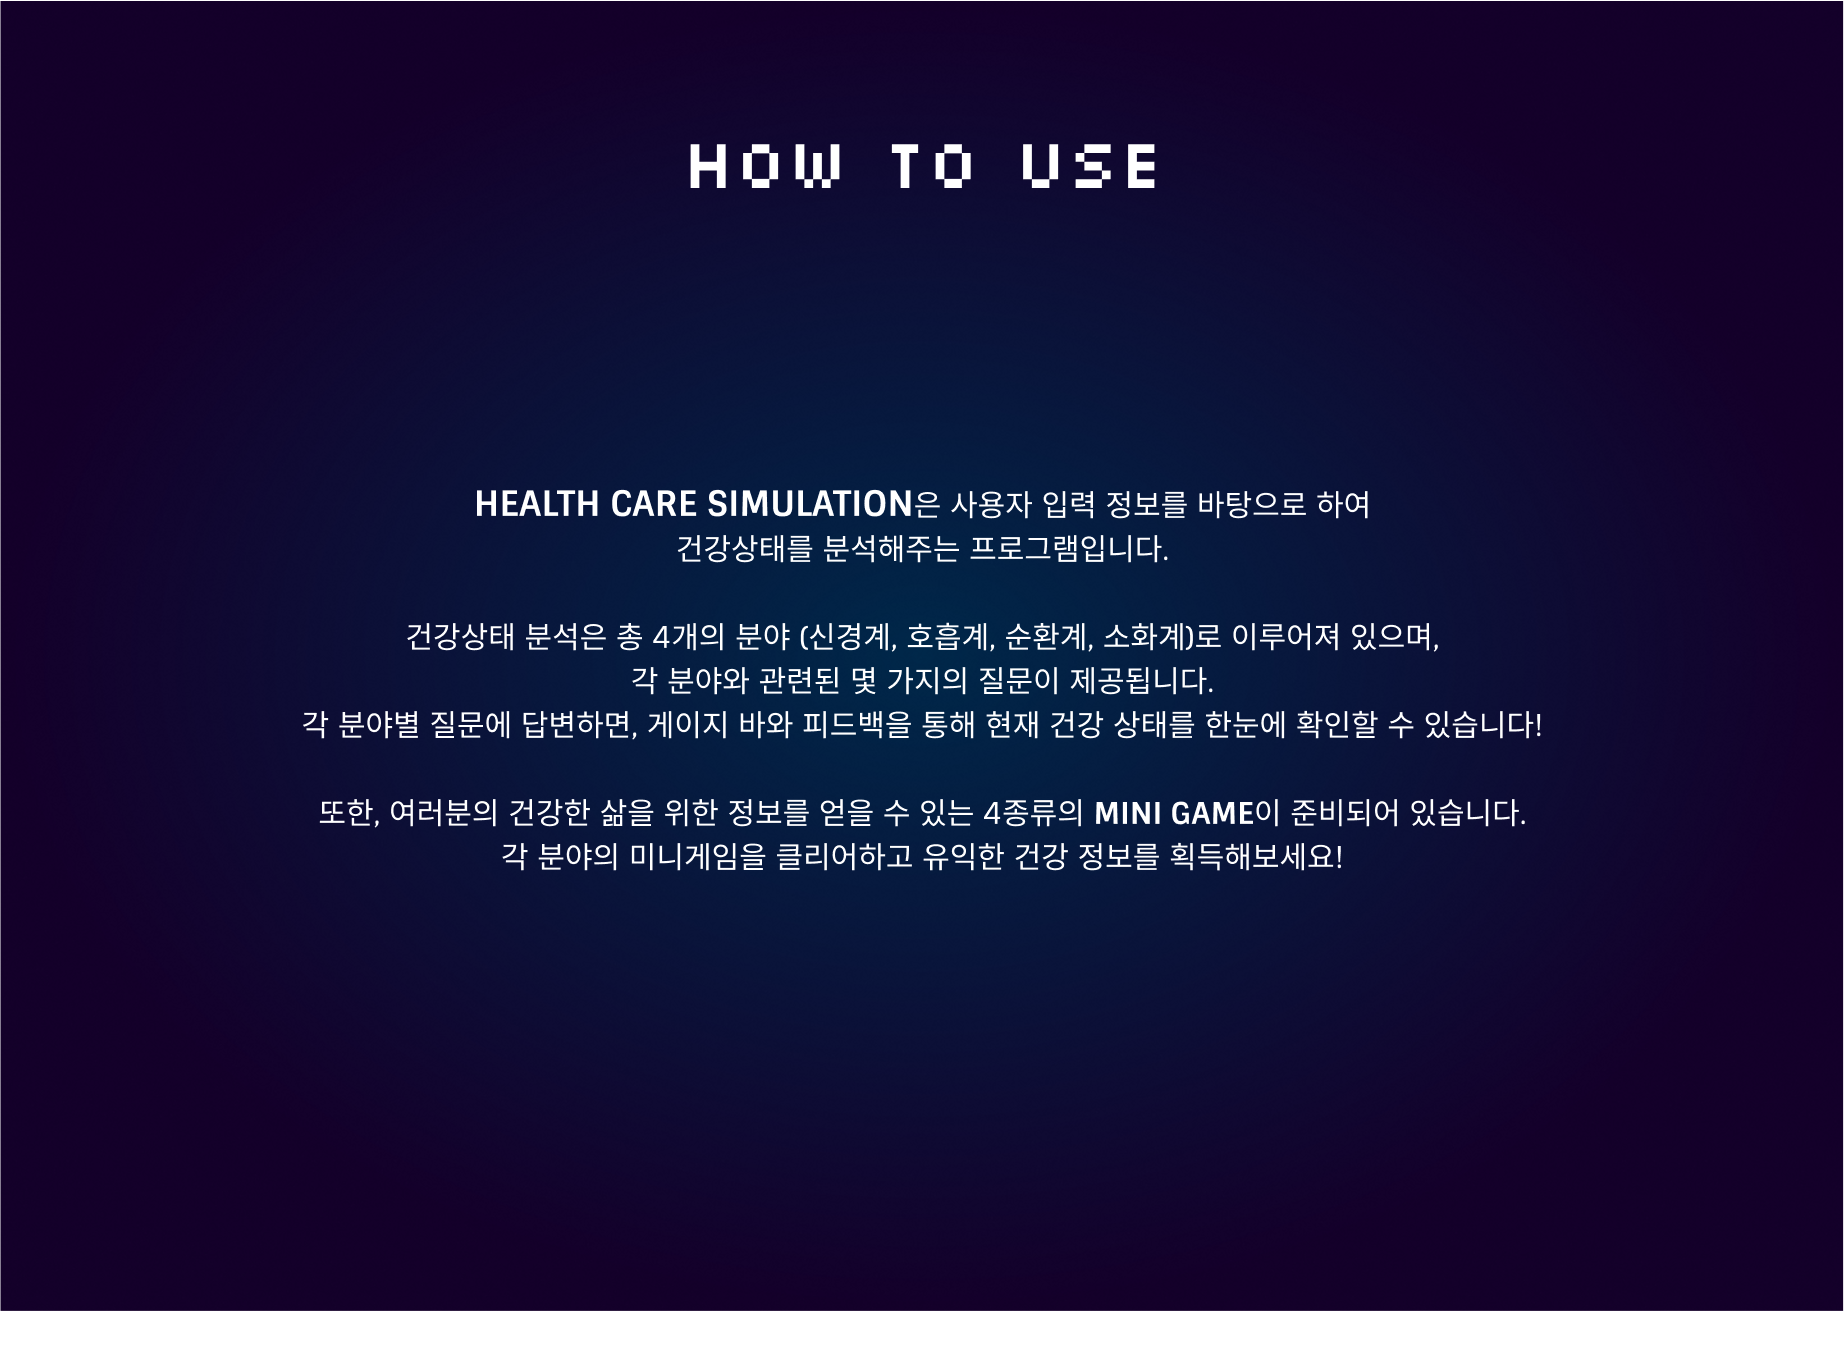 HOW TO USE
HEALTH CARE SIMULATION은 사용자 입력 정보를 바탕으로 하여
건강상태를 분석해주는 프로그램입니다.
건강상태 분석은 총 4개의 분야 (신경계, 호흡계, 순환계, 소화계)로 이루어져 있으며,
각 분야와 관련된 몇 가지의 질문이 제공됩니다.
각 분야별 질문에 답변하면, 게이지 바와 피드백을 통해 현재 건강 상태를 한눈에 확인할 수 있습니다!
또한, 여러분의 건강한 삶을 위한 정보를 얻을 수 있는 4종류의 MINI GAME이 준비되어 있습니다.
각 분야의 미니게임을 클리어하고 유익한 건강 정보를 획득해보세요!